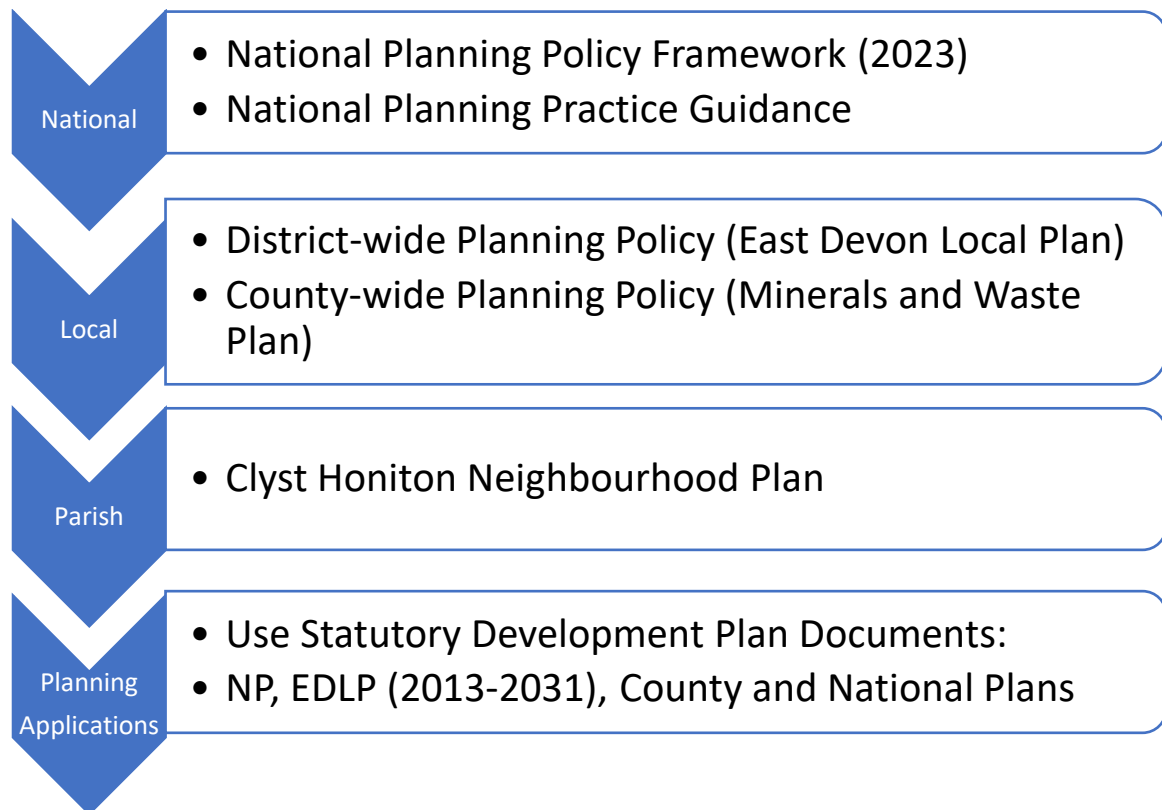 National
• National Planning Policy Framework (2023)
• National Planning Practice Guidance
Local
• District-wide Planning Policy (East Devon Local Plan)
• County-wide Planning Policy (Minerals and Waste
Plan)
Parish
• Clyst Honiton Neighbourhood Plan
Planning
Applications
• Use Statutory Development Plan Documents:
• NP, EDLP (2013-2031), County and National Plans